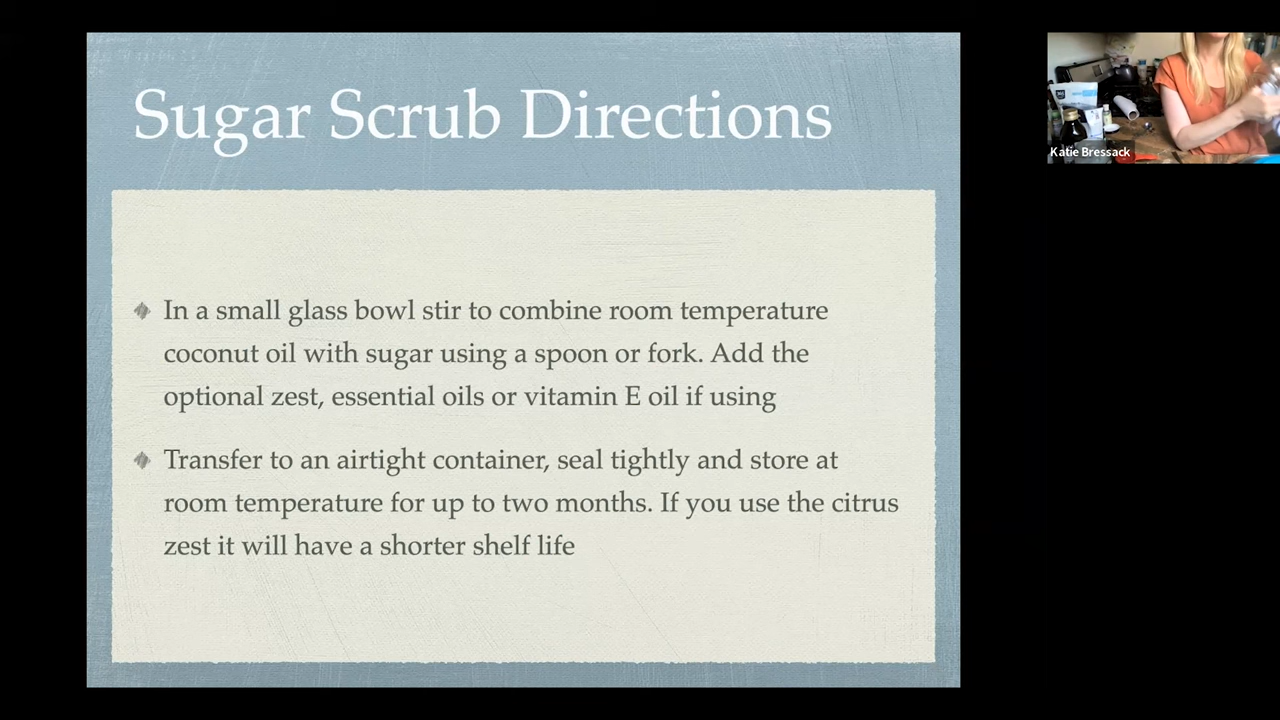 Sugar Scrub Directions
In a small glass bowl stir to combine room temperature
coconut oil with sugar using a spoon or fork. Add the
optional zest, essential oils or vitamin E oil if using
Transfer to an airtight container, seal tightly and store at
room temperature for up to two months. If you use the citrus
zest it will have a shorter shelf life
Katie Bressack